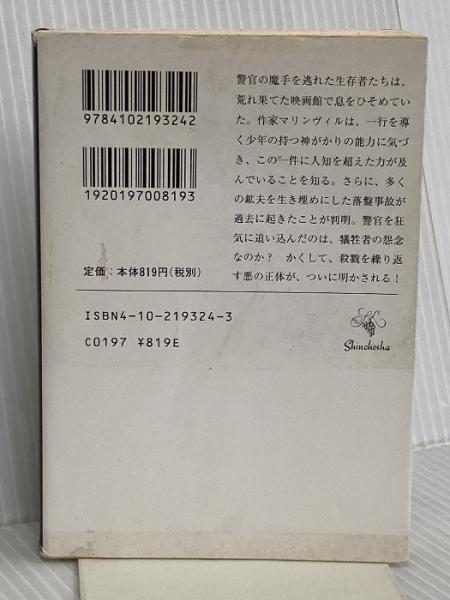 警官の魔手を逃れた生存者たちは、
荒れ果てた映画館で息をひそめてい
た。作家マリンヴィルは、一行を導
く少年の持つ神がかりの能力に気づ
き、この一件に人知を超えた力が及
んでいることを知る。さらに、多く
の鉱夫を生き埋めにした落盤事故が
過去に起きたことが判明。警官を狂
気に追い込んだのは、犠牲者の怨念
なのか？ かくして、殺戮を繰り返
す悪の正体が、ついに明かされる！
9784102193242
1920197008193
定価：本体819円(税別)
ISBN4-10-219324-3
C0197 ¥819E
Shinchosha